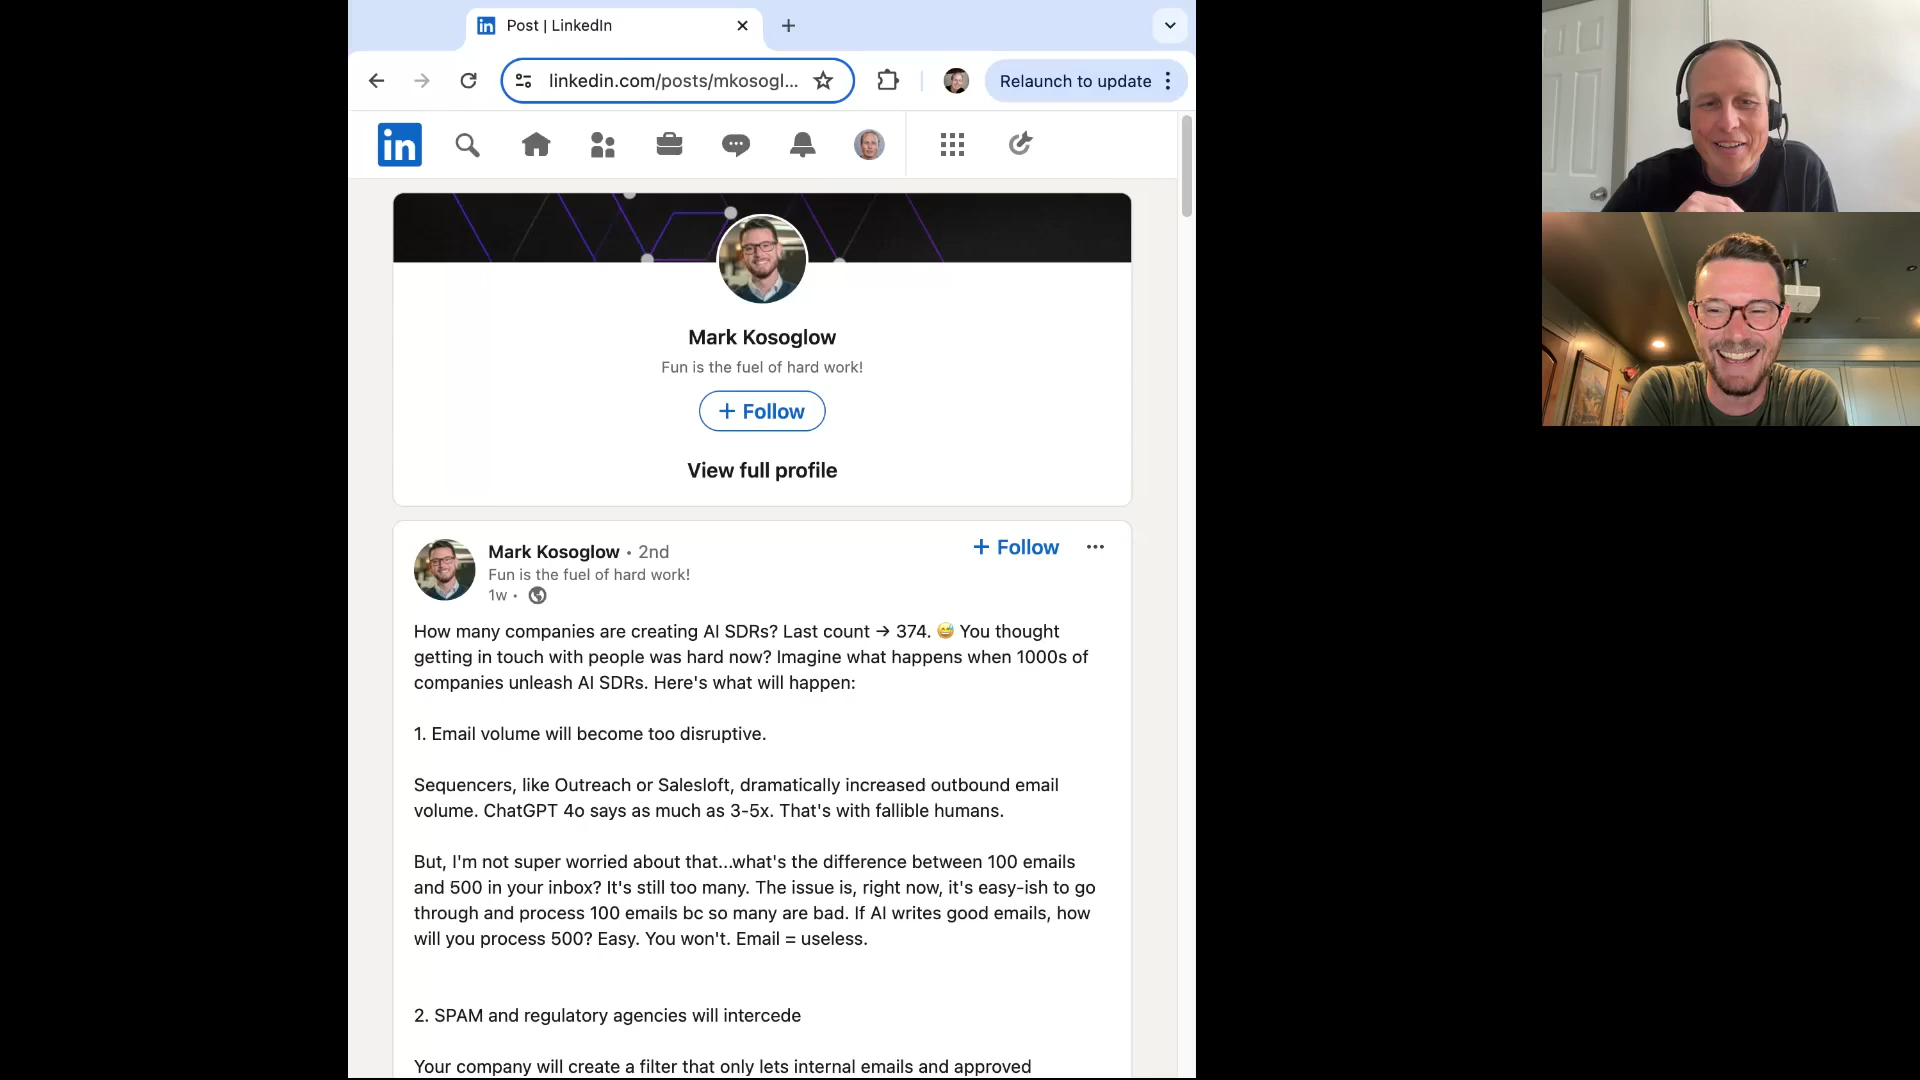 Post | LinkedIn
linkedin.com/posts/mkosogl...
Relaunch to update
in
Mark Kosoglow
Fun is the fuel of hard work!
+ Follow
View full profile
Mark Kosoglow • 2nd
+ Follow
Fun is the fuel of hard work!
1w •
How many companies are creating AI SDRs? Last count → 374. 😅 You thought
getting in touch with people was hard now? Imagine what happens when 1000s of
companies unleash AI SDRs. Here's what will happen:
1. Email volume will become too disruptive.
Sequencers, like Outreach or Salesloft, dramatically increased outbound email
volume. ChatGPT 4o says as much as 3-5x. That's with fallible humans.
But, I'm not super worried about that...what's the difference between 100 emails
and 500 in your inbox? It's still too many. The issue is, right now, it's easy-ish to go
through and process 100 emails bc so many are bad. If AI writes good emails, how
will you process 500? Easy. You won't. Email = useless.
2. SPAM and regulatory agencies will intercede
Your company will create a filter that only lets internal emails and approved